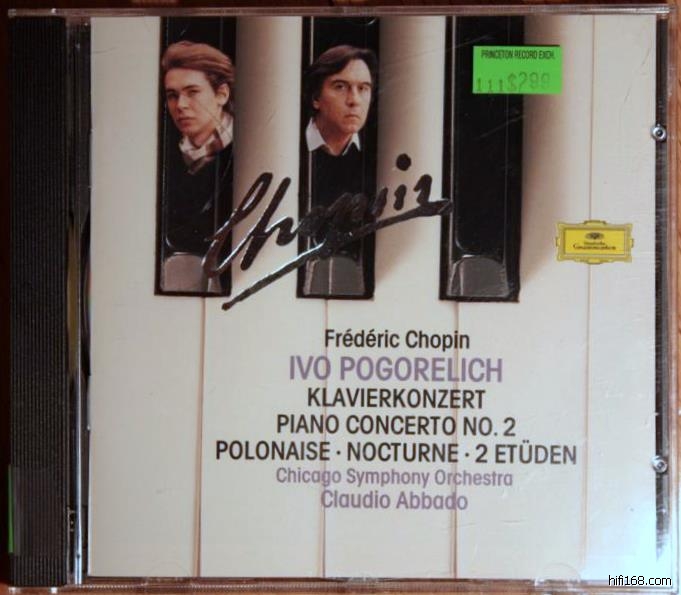 PRINCETON RECORD EXCH.
111$7.99
Chopin
Deutsche
Grammophon
Frédéric Chopin
IVO POGORELICH
KLAVIERKONZERT
PIANO CONCERTO NO. 2
POLONAISE · NOCTURNE · 2 ETÜDEN
Chicago Symphony Orchestra
Claudio Abbado
hifi168.com